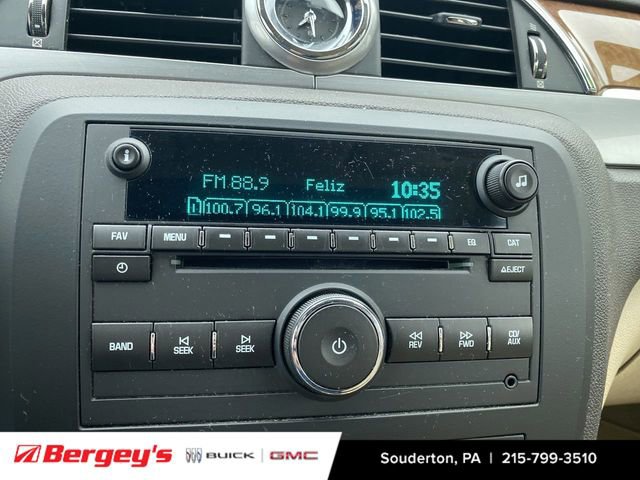 FM 88.9 Feliz 10:35
1 100.7 96.1 104.1 99.9 95.1 102.5
FAV MENU EQ CAT
EJECT
BAND SEEK SEEK REV FWD CD/AUX
Bergey's BUICK GMC Souderton, PA | 215-799-3510